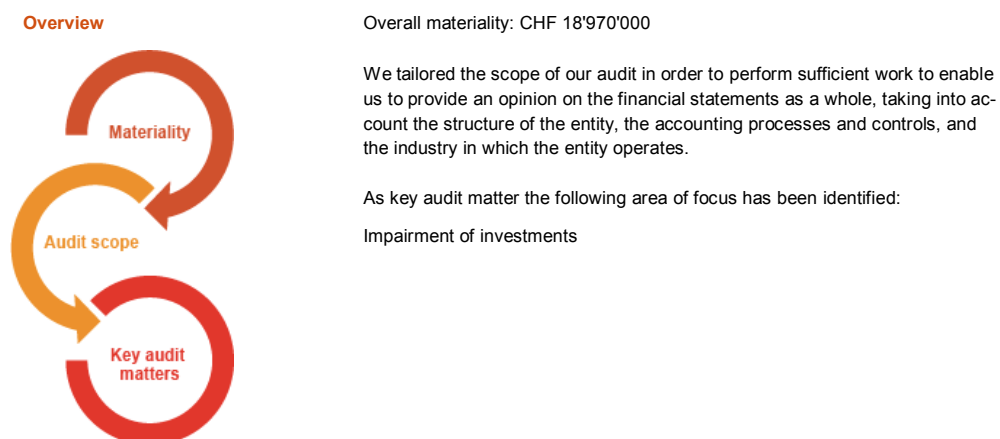 Overview
Materiality
Audit scope
Key audit
matters
Overall materiality: CHF 18'970'000
We tailored the scope of our audit in order to perform sufficient work to enable
us to provide an opinion on the financial statements as a whole, taking into ac-
count the structure of the entity, the accounting processes and controls, and
the industry in which the entity operates.
As key audit matter the following area of focus has been identified:
Impairment of investments